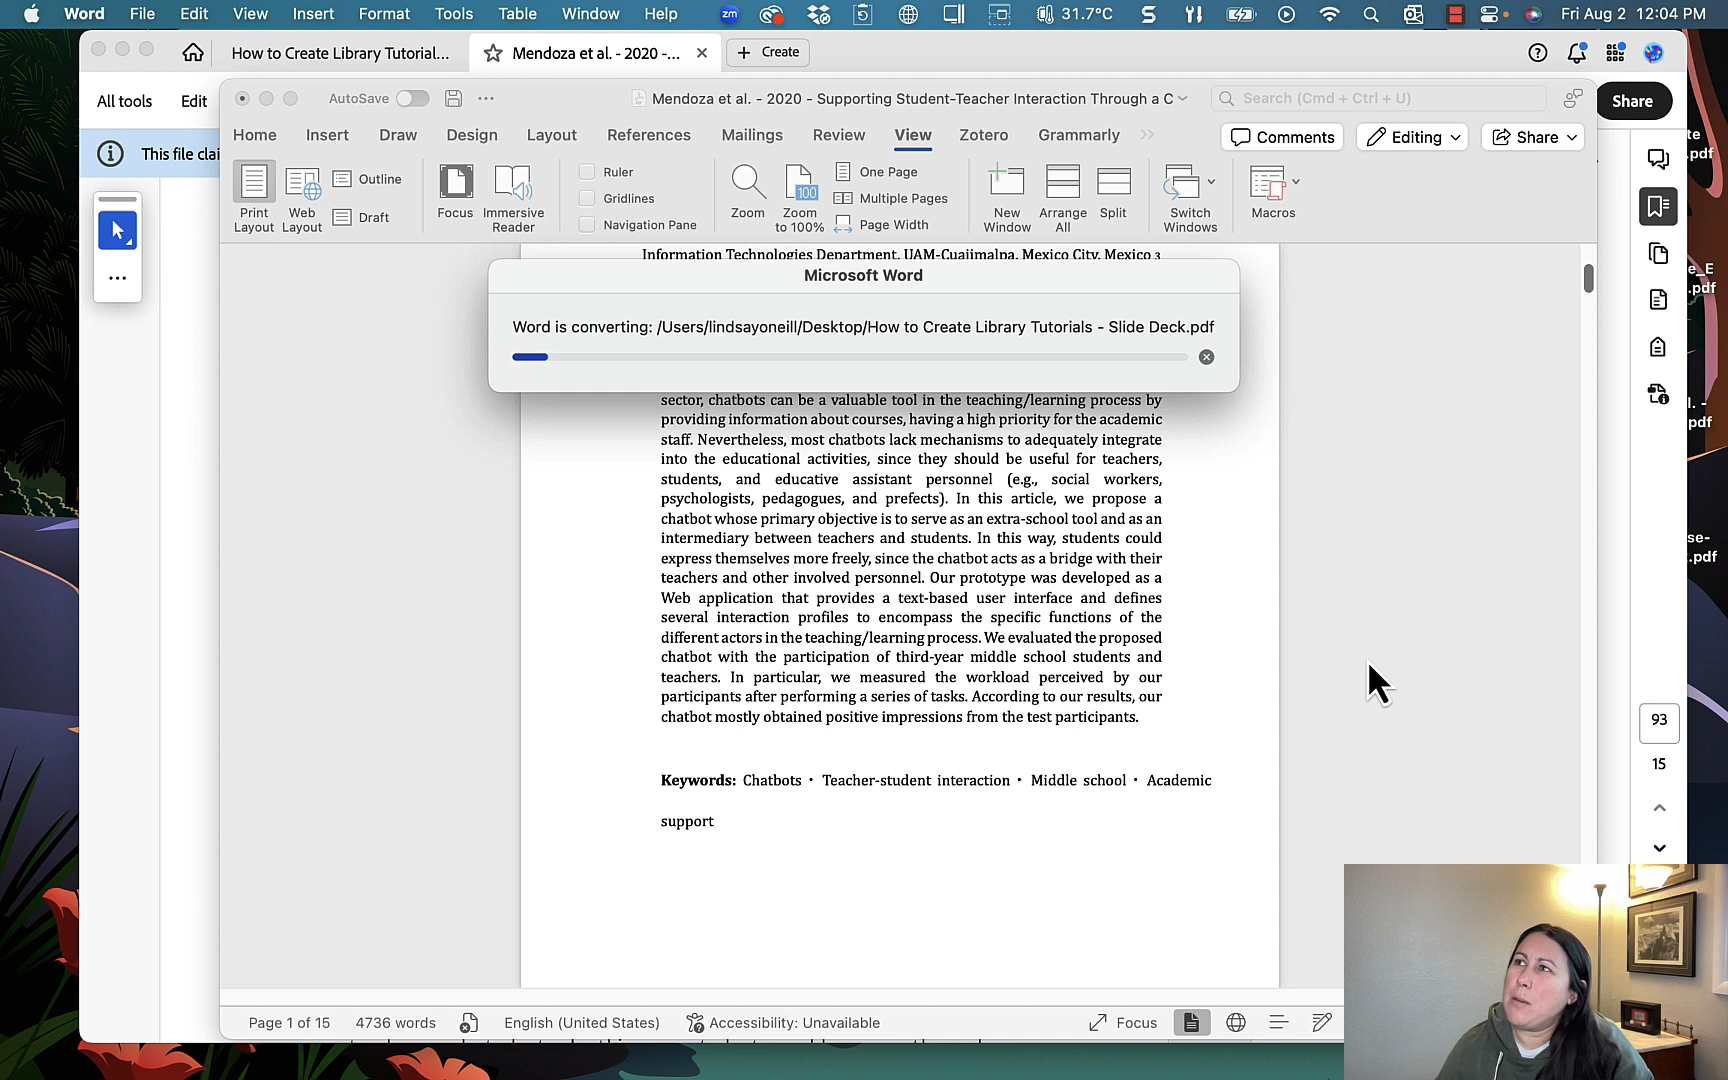 Word File Edit View Insert Format Tools Table Window Help zm 31.7°C Fri Aug 2 12:04 PM
How to Create Library Tutorial... Mendoza et al. - 2020 -... Create
All tools Edit Share
This file clai
AutoSave Mendoza et al. - 2020 - Supporting Student-Teacher Interaction Through a C Search (Cmd + Ctrl + U)
Home Insert Draw Design Layout References Mailings Review View Zotero Grammarly Comments Editing Share
Print Layout
Web Layout
Outline
Draft
Focus
Immersive Reader
Ruler
Gridlines
Navigation Pane
Zoom
100
Zoom to 100%
One Page
Multiple Pages
Page Width
New Window
Arrange All
Split
Switch Windows
Macros
Information Technologies Department, UAM-Cuajimalpa, Mexico City, Mexico 3
Microsoft Word
Word is converting: /Users/lindsayoneill/Desktop/How to Create Library Tutorials - Slide Deck.pdf
sector, chatbots can be a valuable tool in the teaching/learning process by
providing information about courses, having a high priority for the academic
staff. Nevertheless, most chatbots lack mechanisms to adequately integrate
into the educational activities, since they should be useful for teachers,
students, and educative assistant personnel (e.g., social workers,
psychologists, pedagogues, and prefects). In this article, we propose a
chatbot whose primary objective is to serve as an extra-school tool and as an
intermediary between teachers and students. In this way, students could
express themselves more freely, since the chatbot acts as a bridge with their
teachers and other involved personnel. Our prototype was developed as a
Web application that provides a text-based user interface and defines
several interaction profiles to encompass the specific functions of the
different actors in the teaching/learning process. We evaluated the proposed
chatbot with the participation of third-year middle school students and
teachers. In particular, we measured the workload perceived by our
participants after performing a series of tasks. According to our results, our
chatbot mostly obtained positive impressions from the test participants.
Keywords: Chatbots · Teacher-student interaction · Middle school · Academic
support
Page 1 of 15 4736 words English (United States) Accessibility: Unavailable Focus
93
15
te
.pdf
e_E
.pdf
l. -
pdf
se-
.pdf